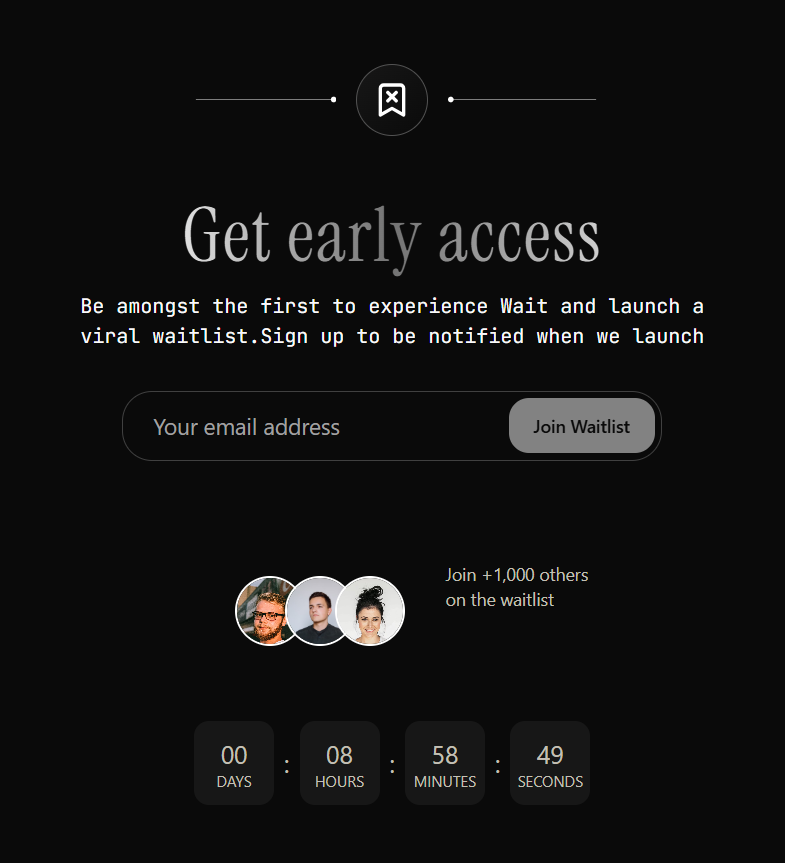 Get early access
Be amongst the first to experience Wait and launch a
viral waitlist.Sign up to be notified when we launch
Your email address
Join Waitlist
Join +1,000 others
on the waitlist
00 : 08 : 58 : 49
DAYS HOURS MINUTES SECONDS